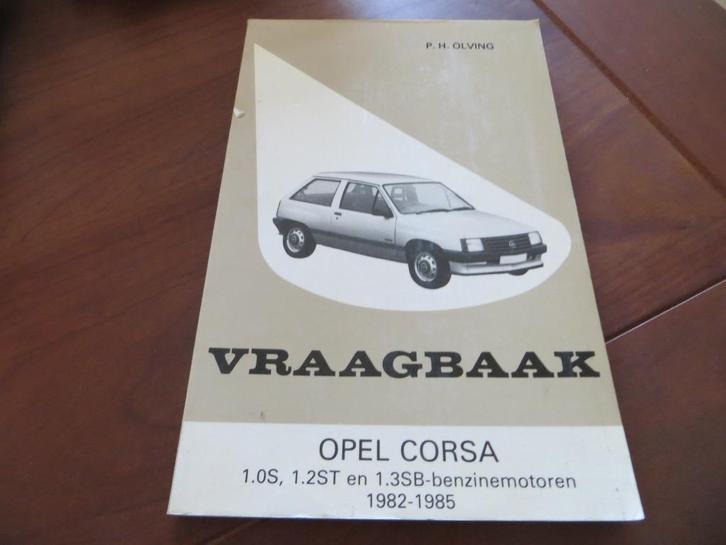 P. H. OLVING
VRAAGBAAK
OPEL CORSA
1.0S, 1.2ST en 1.3SB-benzinemotoren
1982-1985